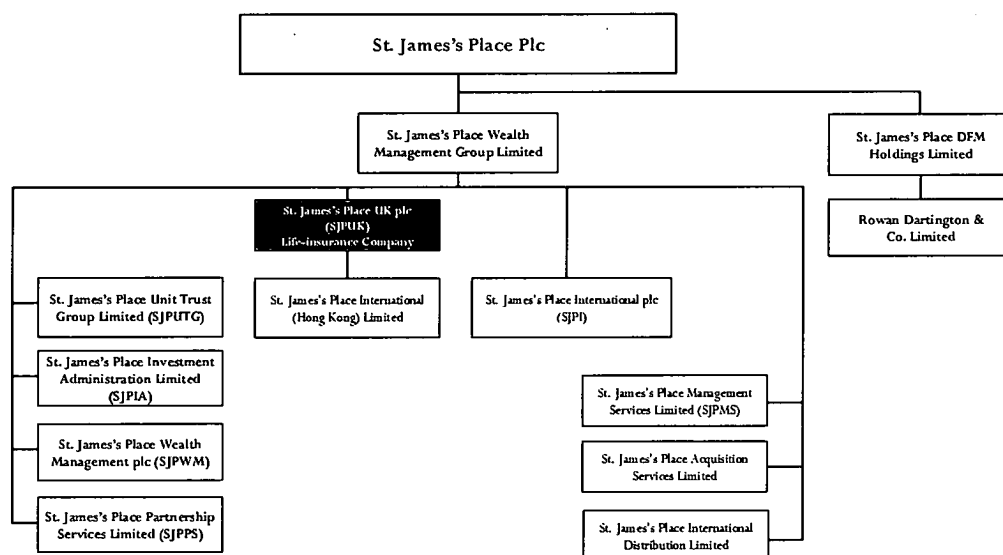 St. James's Place Plc
St. James's Place Wealth
Management Group Limited
St. James's Place DFM
Holdings Limited
St. James's Place UK plc
(SJPUK)
Life-insurance Company
Rowan Dartington &
Co. Limited
St. James's Place Unit Trust
Group Limited (SJPUTG)
St. James's Place International
(Hong Kong) Limited
St. James's Place International plc
(SJPI)
St. James's Place Investment
Administration Limited
(SJPIA)
St. James's Place Management
Services Limited (SJPMS)
St. James's Place Wealth
Management plc (SJPWM)
St. James's Place Acquisition
Services Limited
St. James's Place Partnership
Services Limited (SJPPS)
St. James's Place International
Distribution Limited